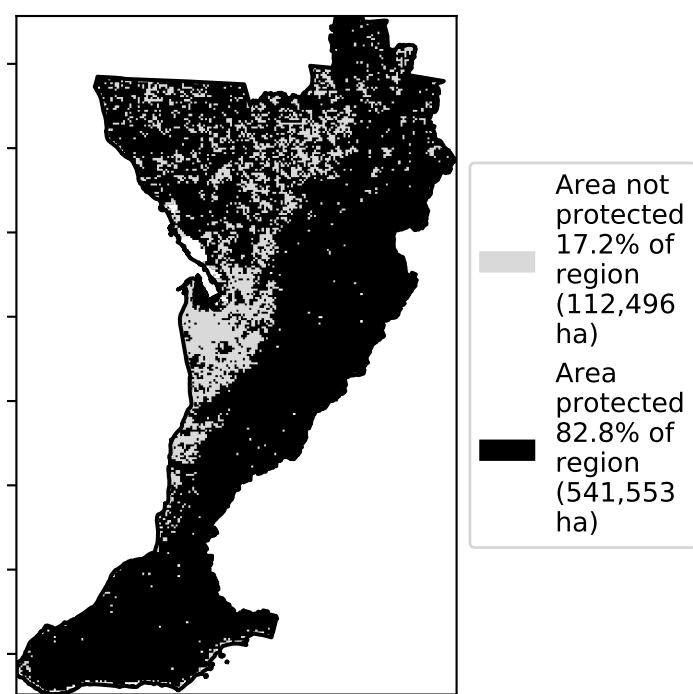 Area not
protected
17.2% of
region
(112,496
ha)
Area
protected
82.8% of
region
(541,553
ha)